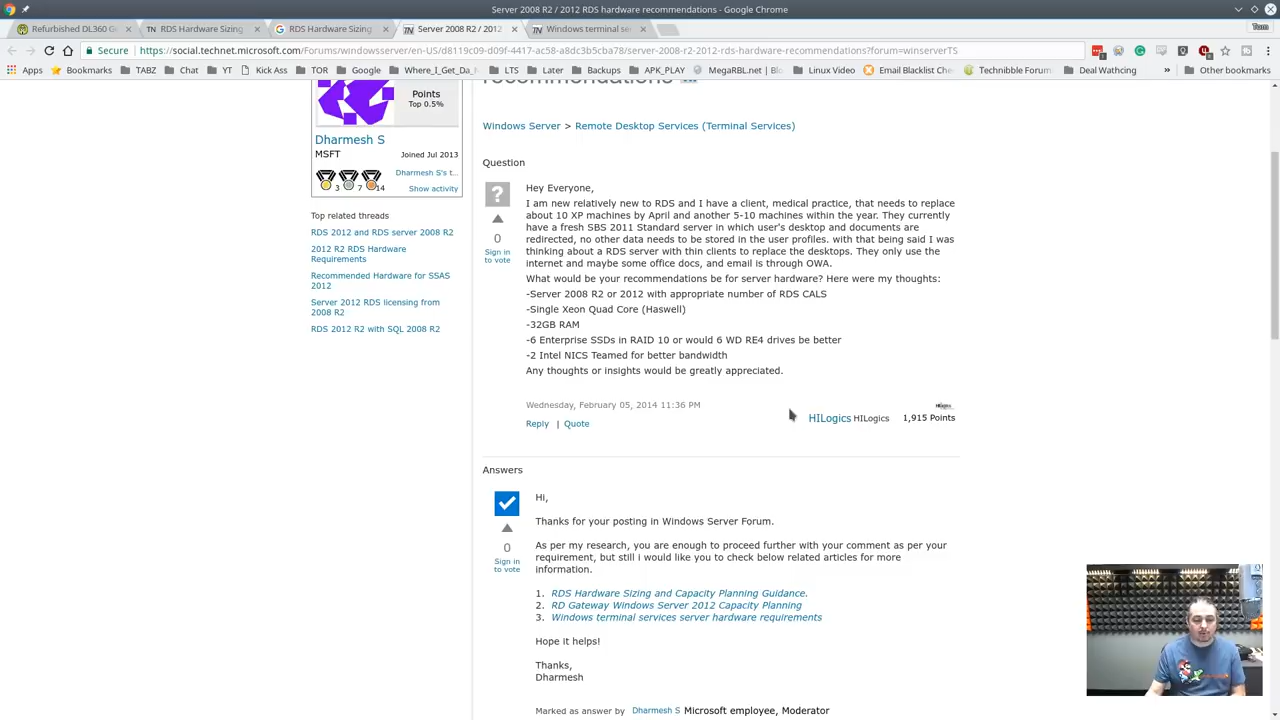 Server 2008 R2 / 2012 RDS hardware recommendations - Google Chrome
Refurbished DL360 G
RDS Hardware Sizing
RDS Hardware Sizing
Server 2008 R2 / 2012
Windows terminal se
Tom
Secure
https://social.technet.microsoft.com/Forums/windowsserver/en-US/d8119c09-d09f-4417-ac58-a8dc3b5cba78/server-2008-r2-2012-rds-hardware-recommendations?forum=winserverTS
Apps
Bookmarks
TABZ
Chat
YT
Kick Ass
TOR
Google
Where_I_Get_Da_
LTS
Later
Backups
APK_PLAY
MegaRBL.net | Blo
Linux Video
Email Blacklist Che
Technibble Forum
Deal Wathcing
»
Other bookmarks
recommendations
Points
Top 0.5%
Dharmesh S
MSFT
Joined Jul 2013
3
7
14
Dharmesh S's t...
Show activity
Top related threads
RDS 2012 and RDS server 2008 R2
2012 R2 RDS Hardware
Requirements
Recommended Hardware for SSAS
2012
Server 2012 RDS licensing from
2008 R2
RDS 2012 R2 with SQL 2008 R2
Windows Server > Remote Desktop Services (Terminal Services)
Question
?
0
Sign in
to vote
Hey Everyone,
I am new relatively new to RDS and I have a client, medical practice, that needs to replace
about 10 XP machines by April and another 5-10 machines within the year. They currently
have a fresh SBS 2011 Standard server in which user's desktop and documents are
redirected, no other data needs to be stored in the user profiles. with that being said I was
thinking about a RDS server with thin clients to replace the desktops. They only use the
internet and maybe some office docs, and email is through OWA.
What would be your recommendations be for server hardware? Here were my thoughts:
-Server 2008 R2 or 2012 with appropriate number of RDS CALS
-Single Xeon Quad Core (Haswell)
-32GB RAM
-6 Enterprise SSDs in RAID 10 or would 6 WD RE4 drives be better
-2 Intel NICS Teamed for better bandwidth
Any thoughts or insights would be greatly appreciated.
Wednesday, February 05, 2014 11:36 PM
Reply | Quote
HILogics HILogics
1,915 Points
Answers
0
Sign in
to vote
Hi,
Thanks for your posting in Windows Server Forum.
As per my research, you are enough to proceed further with your comment as per your
requirement, but still i would like you to check below related articles for more
information.
1. RDS Hardware Sizing and Capacity Planning Guidance.
2. RD Gateway Windows Server 2012 Capacity Planning
3. Windows terminal services server hardware requirements
Hope it helps!
Thanks,
Dharmesh
Marked as answer by Dharmesh S Microsoft employee, Moderator